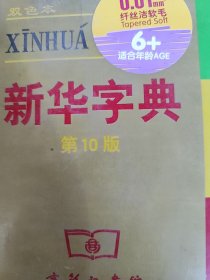 双色本
XĪNHUÁ
0.01mm
纤丝洁软毛
Tapered Soft
6+
适合年龄AGE
新华字典
第10版